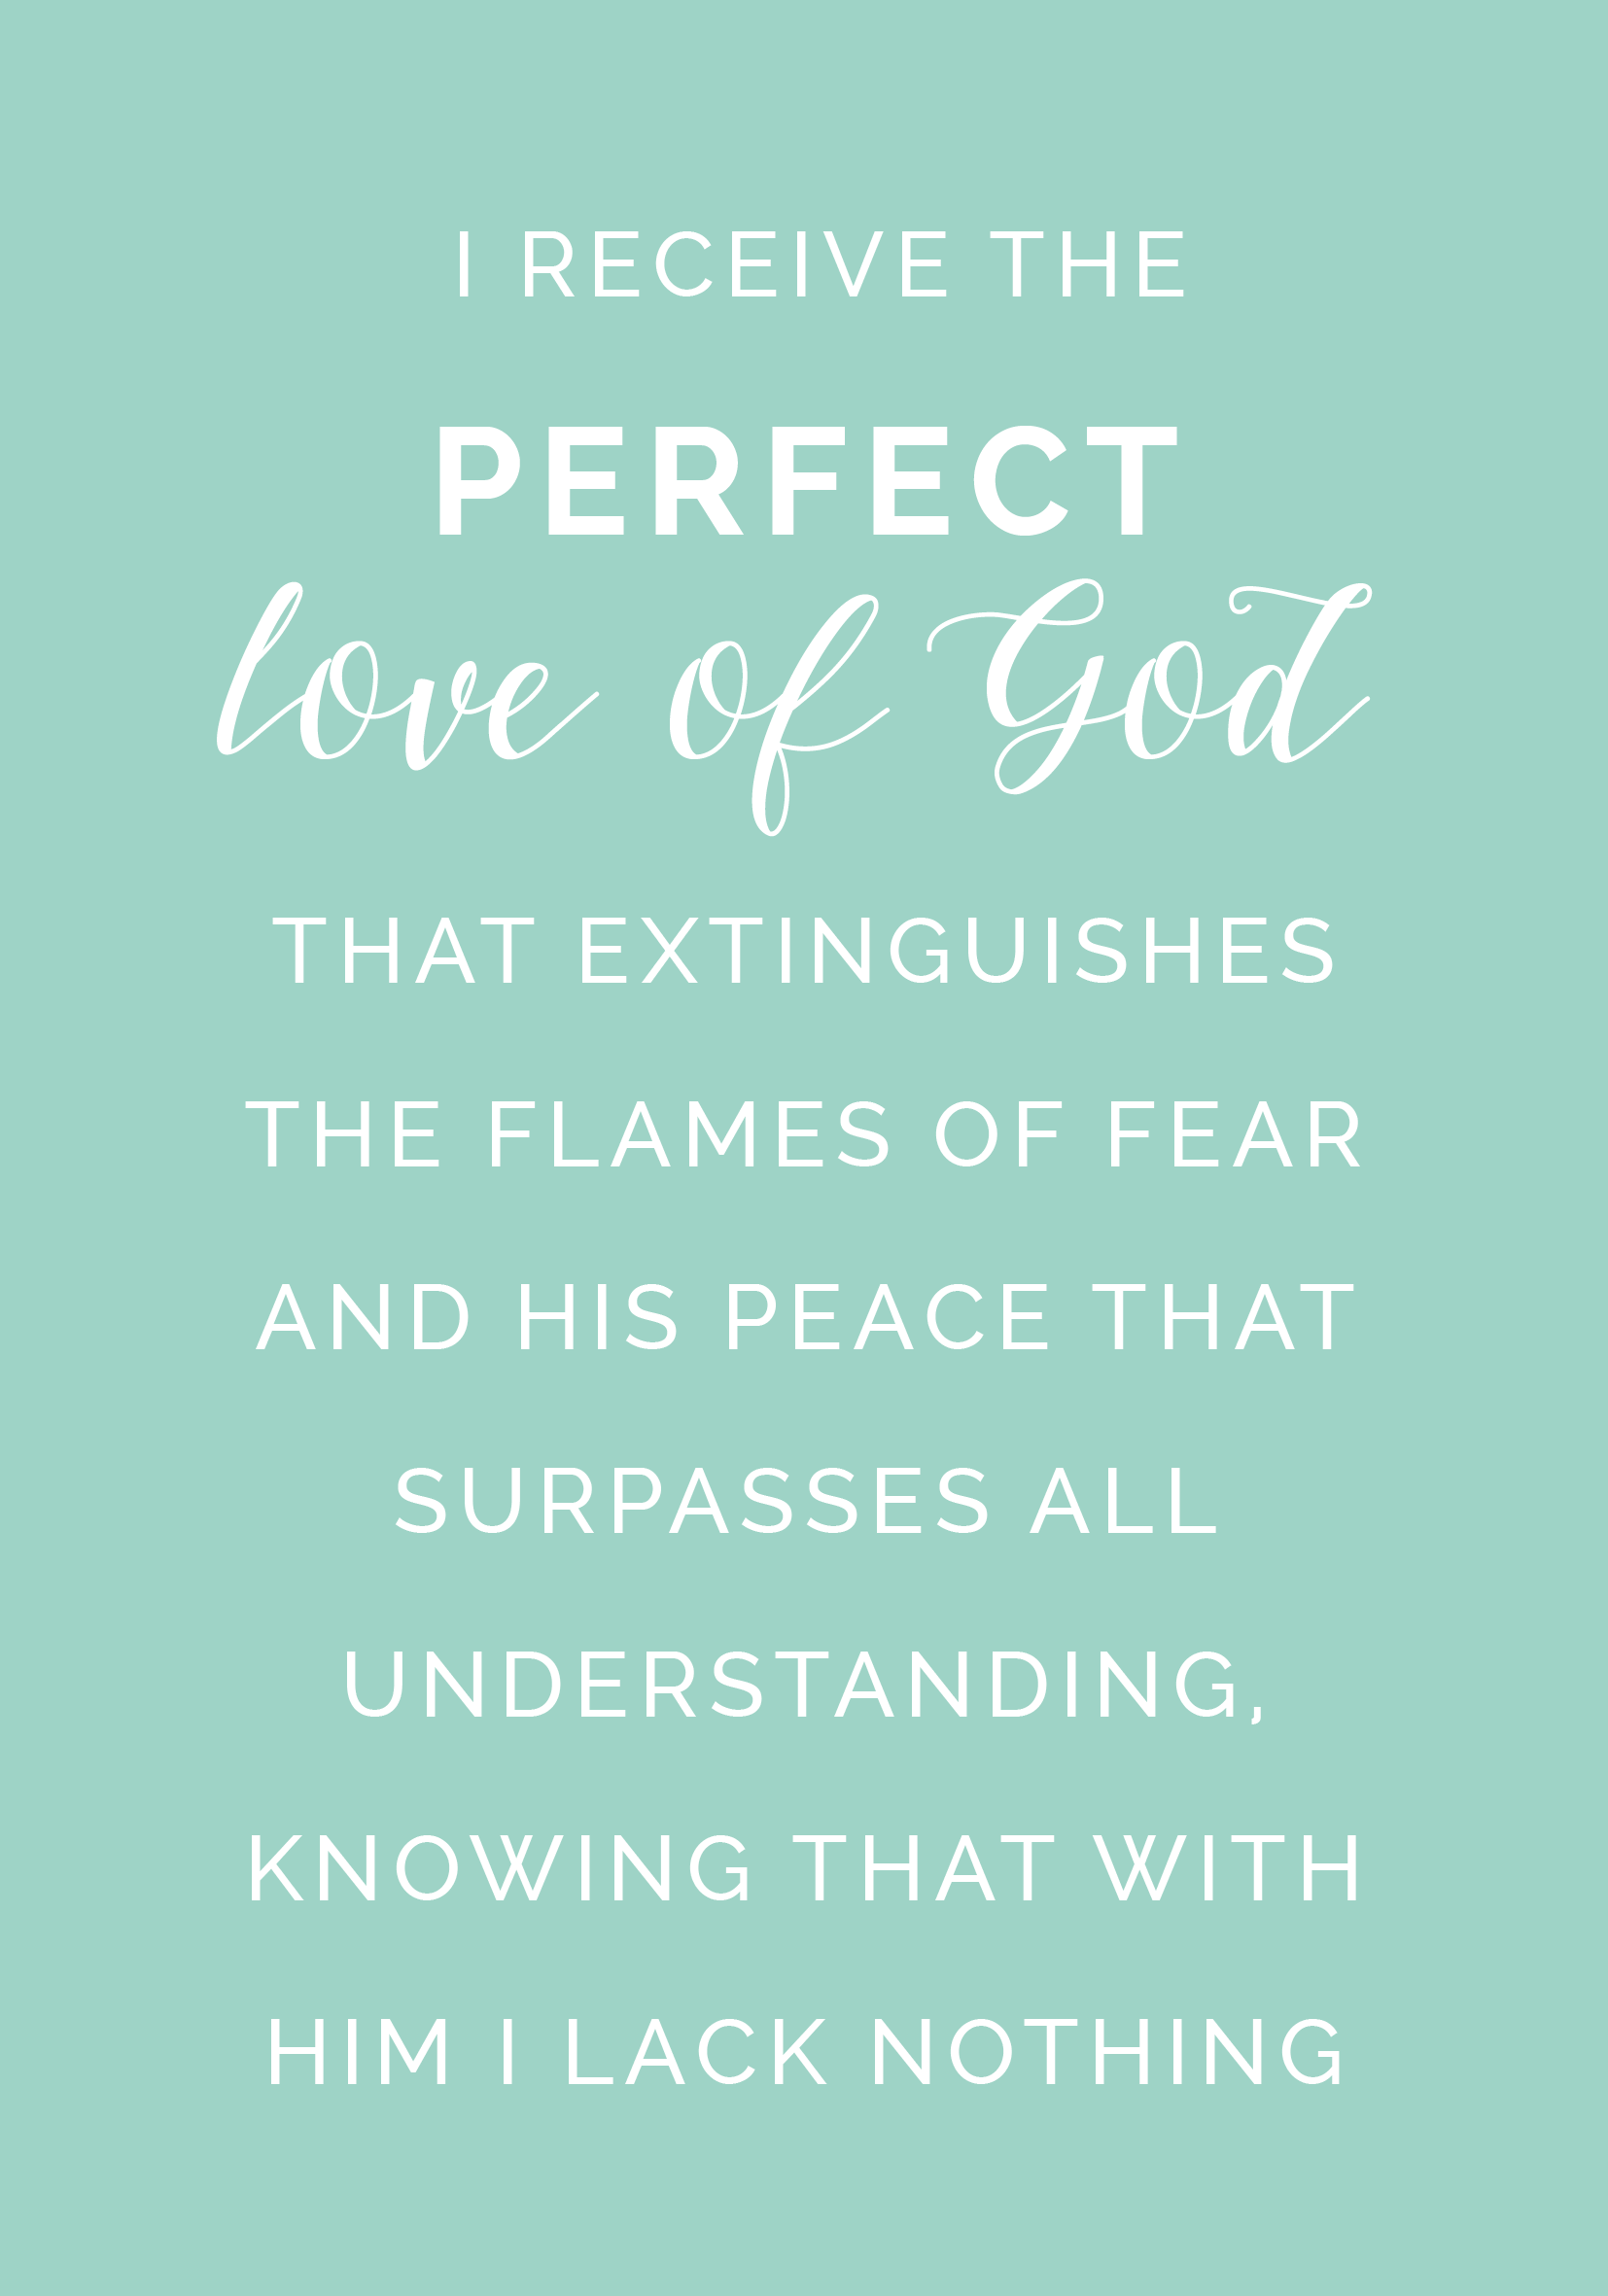 I RECEIVE THE
PERFECT
love of God
THAT EXTINGUISHES
THE FLAMES OF FEAR
AND HIS PEACE THAT
SURPASSES ALL
UNDERSTANDING,
KNOWING THAT WITH
HIM I LACK NOTHING